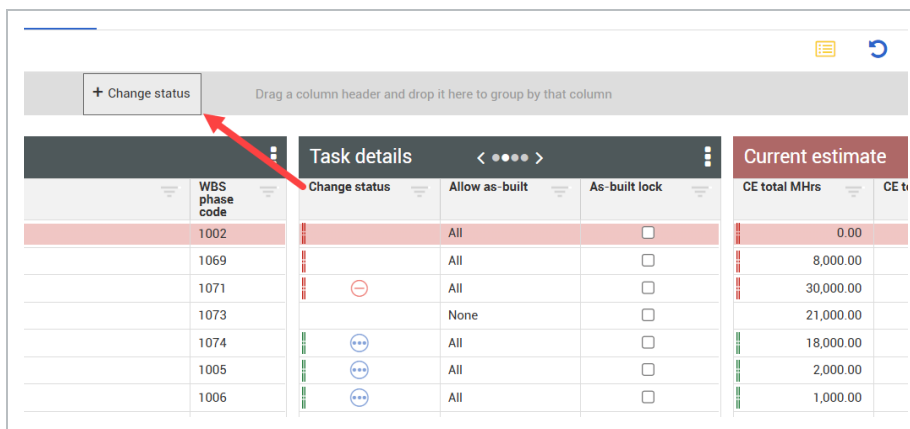 + Change status
Drag a column header and drop it here to group by that column
Task details
Current estimate
WBS phase code
Change status
Allow as-built
As-built lock
CE total MHrs
CE t
1002 All 0.00
1069 All 8,000.00
1071 All 30,000.00
1073 None 21,000.00
1074 All 18,000.00
1005 All 2,000.00
1006 All 1,000.00